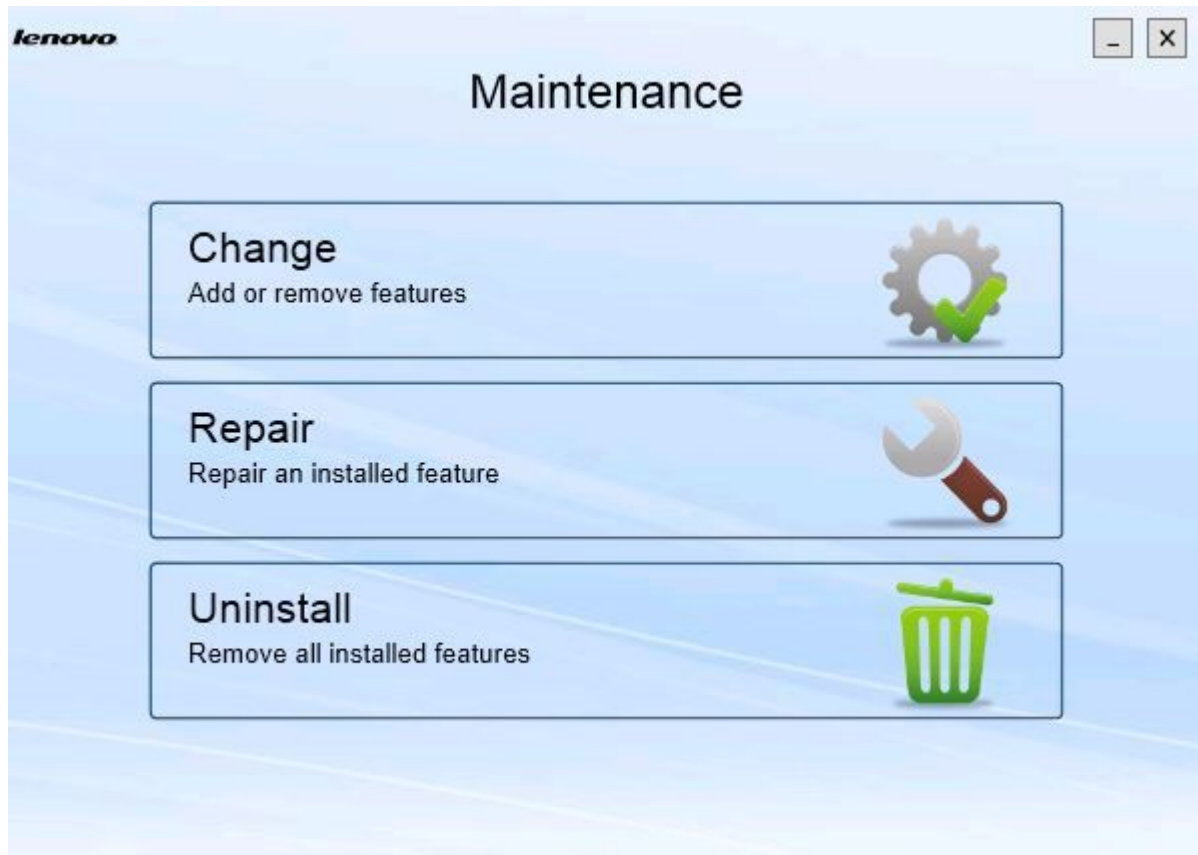 lenovo
Maintenance
Change
Add or remove features
Repair
Repair an installed feature
Uninstall
Remove all installed features